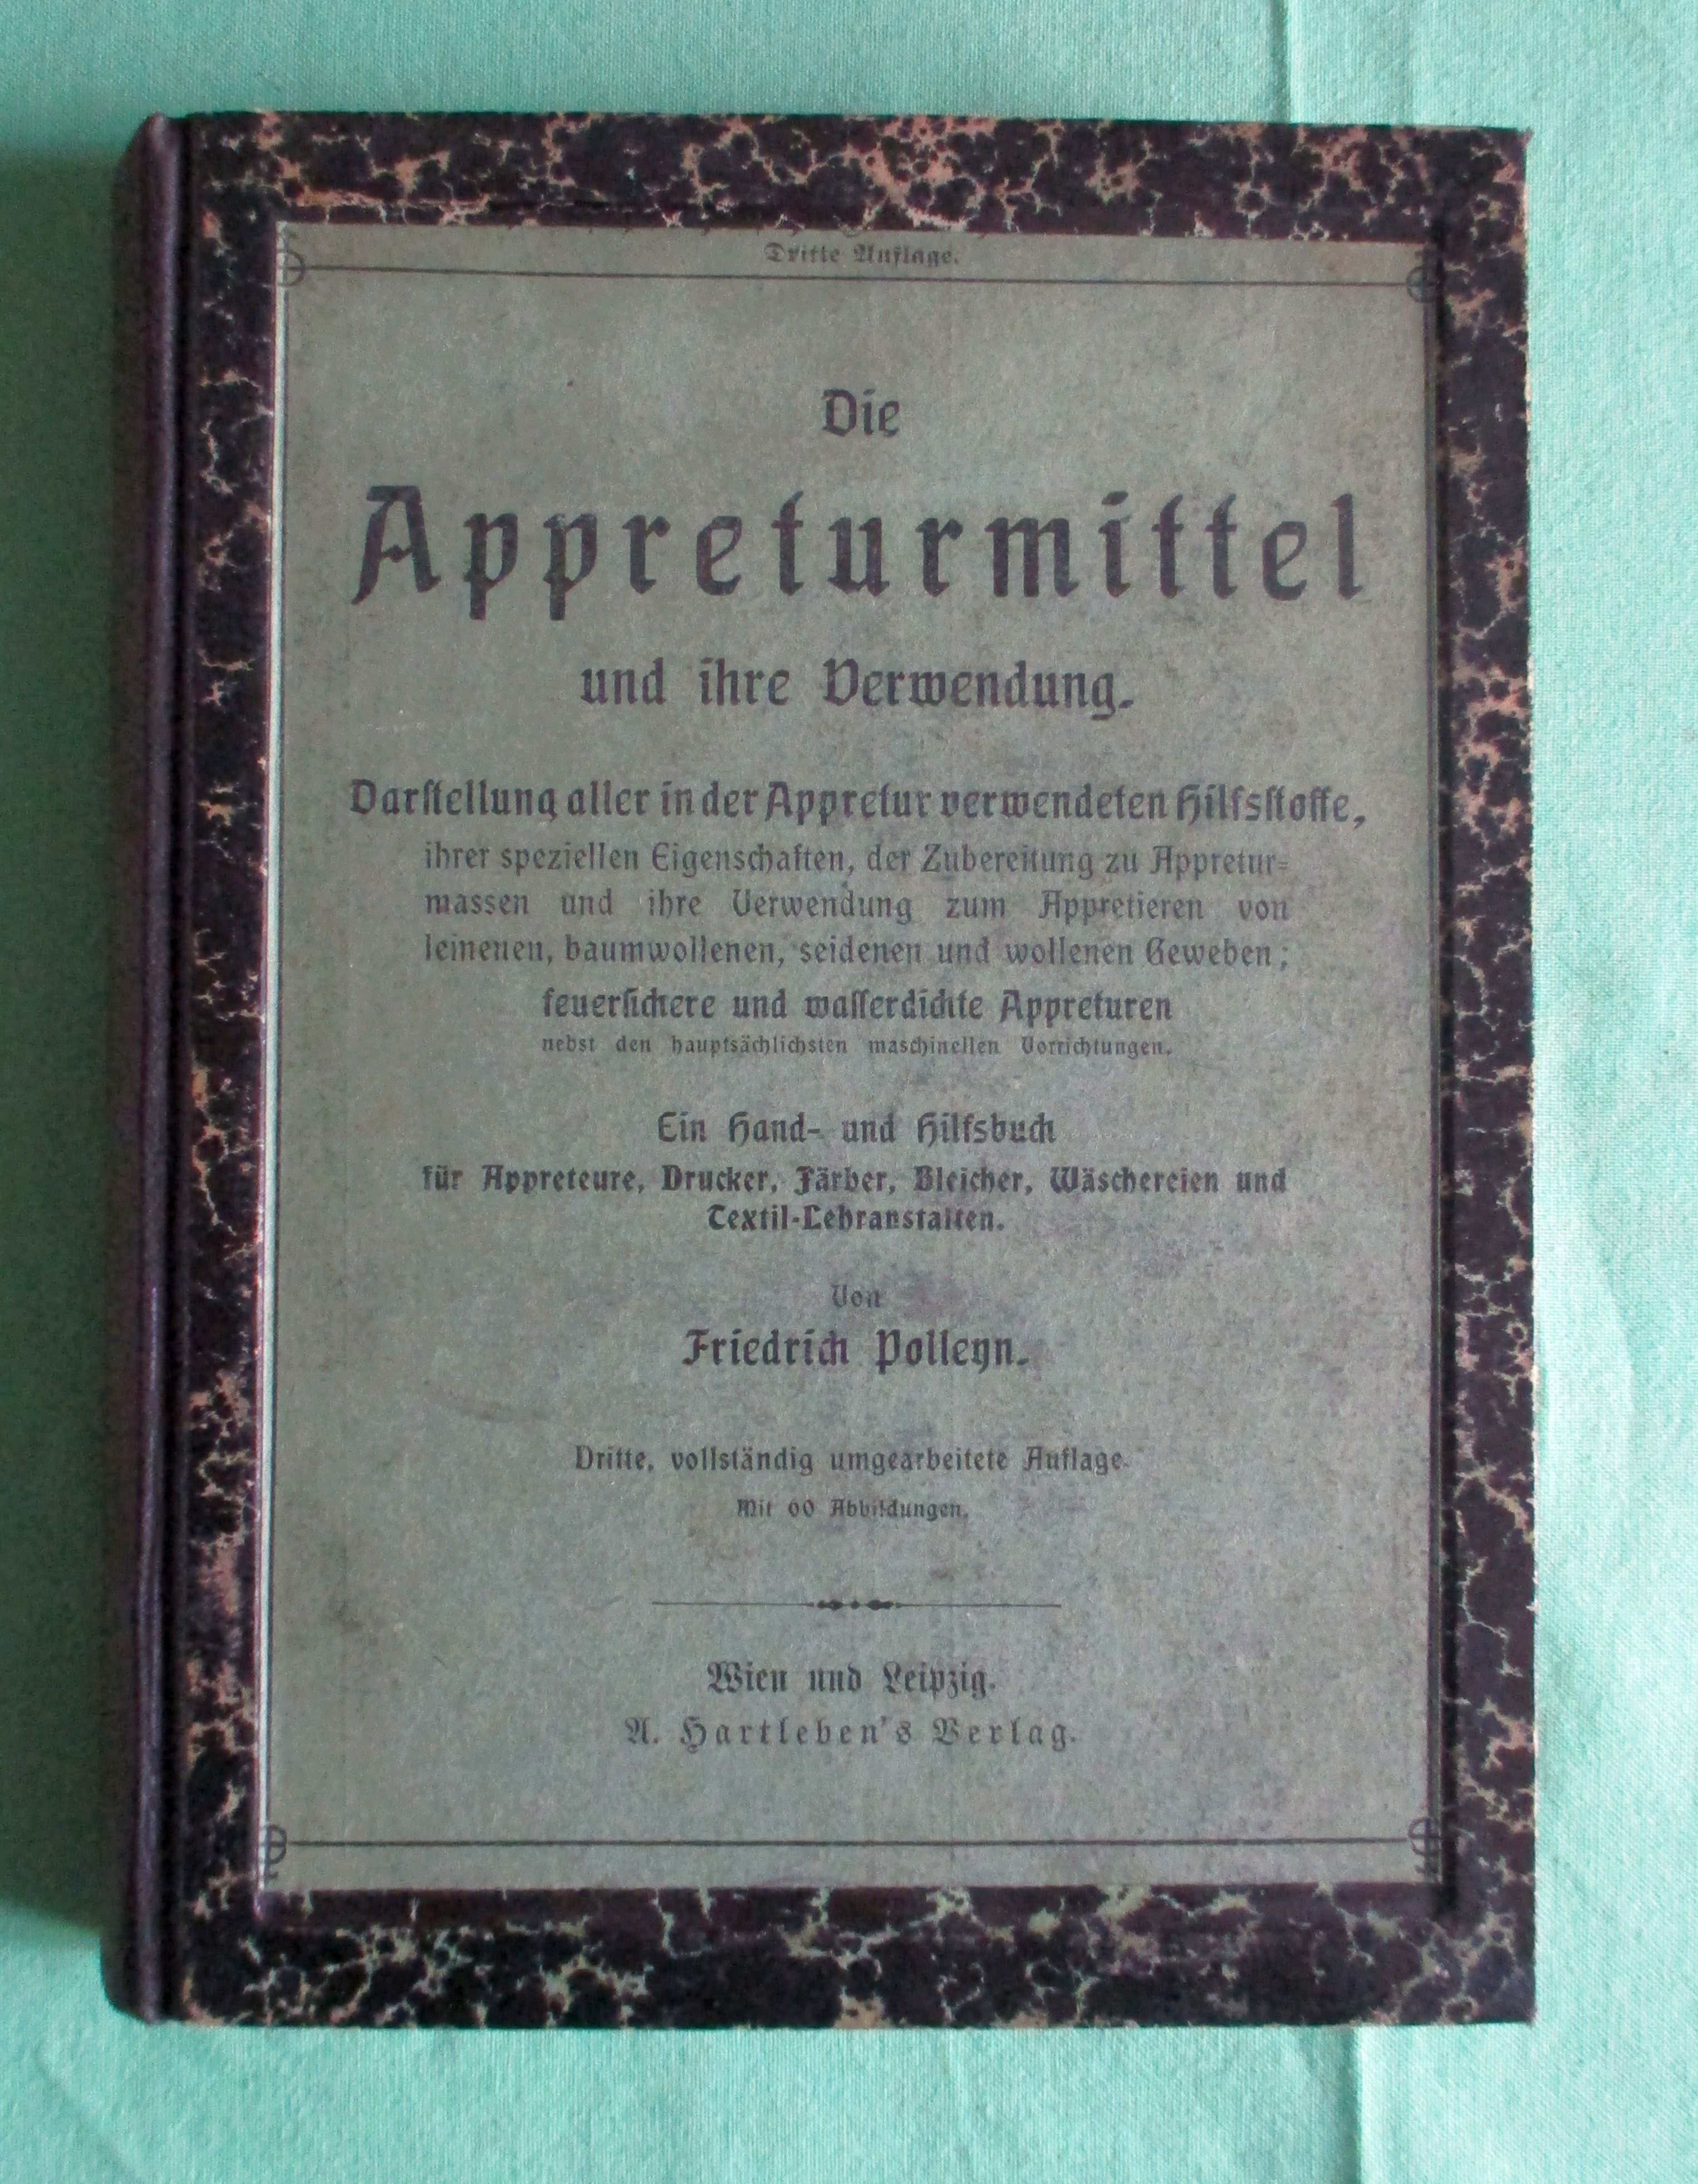 Dritte Auflage.
Die
Appreturmittel
und ihre Verwendung.
Darstellung aller in der Appretur verwendeten Hilfsstoffe,
ihrer speziellen Eigenschaften, der Zubereitung zu Appretur-
massen und ihre Verwendung zum Appretieren von
leinenen, baumwollenen, seidenen und wollenen Geweben;
feuersichere und wasserdichte Appreturen
nebst den hauptsächlichsten maschinellen Vorrichtungen.
Ein Hand- und Hilfsbuch
für Appreteure, Drucker, Färber, Bleicher, Wäschereien und
Textil-Lehranstalten.
Von
Friedrich Polleyn.
Dritte, vollständig umgearbeitete Auflage.
Mit Abbildungen.
Wien und Leipzig.
A. Hartleben's Verlag.